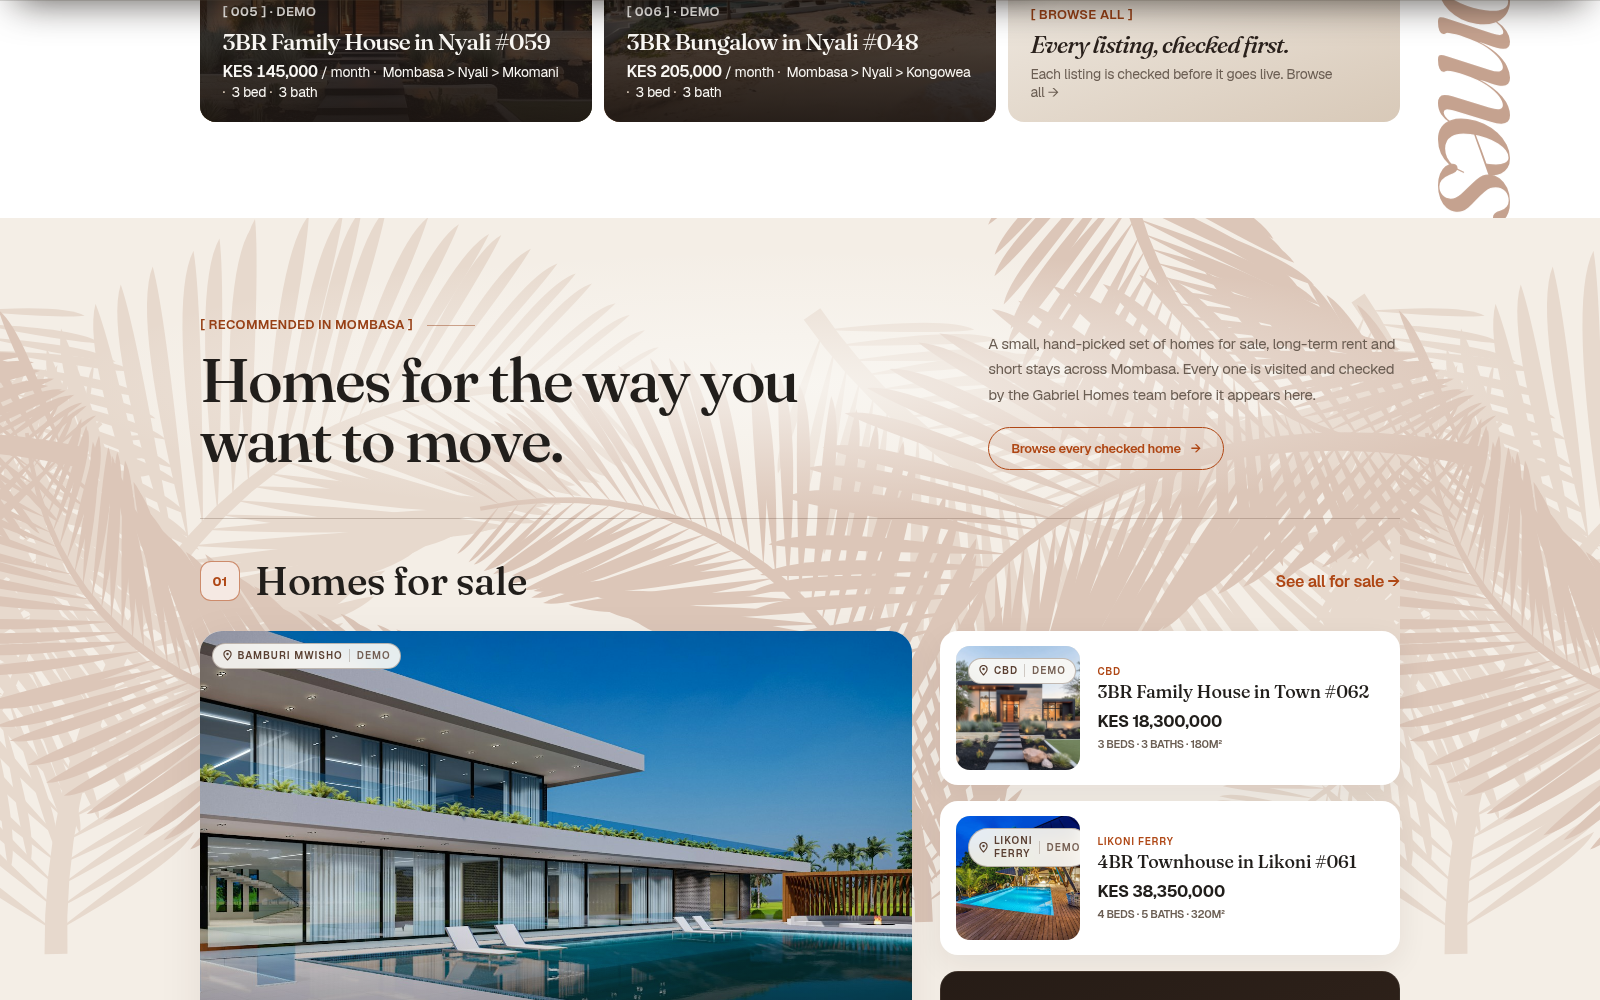 [ 005 ] · DEMO
3BR Family House in Nyali #059
KES 145,000 / month · Mombasa > Nyali > Mkomani
· 3 bed · 3 bath
[ 006 ] · DEMO
3BR Bungalow in Nyali #048
KES 205,000 / month · Mombasa > Nyali > Kongowea
· 3 bed · 3 bath
[ BROWSE ALL ]
Every listing, checked first.
Each listing is checked before it goes live. Browse
all →
omes
[ RECOMMENDED IN MOMBASA ]
Homes for the way you
want to move.
A small, hand-picked set of homes for sale, long-term rent and
short stays across Mombasa. Every one is visited and checked
by the Gabriel Homes team before it appears here.
Browse every checked home →
01
Homes for sale
See all for sale →
BAMBURI MWISHO | DEMO
CBD | DEMO
CBD
3BR Family House in Town #062
KES 18,300,000
3 BEDS · 3 BATHS · 180M²
LIKONI
FERRY | DEMO
LIKONI FERRY
4BR Townhouse in Likoni #061
KES 38,350,000
4 BEDS · 5 BATHS · 320M²